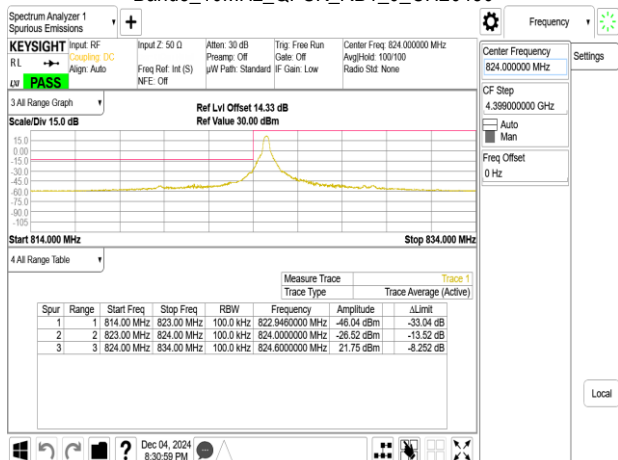 Spectrum Analyzer 1
Spurious Emissions
Frequency
KEYSIGHT Input: RF Input Z: 50 Ω Atten: 30 dB Trig: Free Run Center Freq: 824.000000 MHz
RL Coupling: DC Preamp: Off Gate: Off Avg|Hold: 100/100
Align: Auto Freq Ref: Int (S) µW Path: Standard IF Gain: Low Radio Std: None
LXI PASS NFE: Off
Center Frequency
824.000000 MHz
Settings
CF Step
4.399000000 GHz
Auto
Man
Freq Offset
0 Hz
3 All Range Graph
Ref Lvl Offset 14.33 dB
Scale/Div 15.0 dB Ref Value 30.00 dBm
15.0
0.00
-15.0
-30.0
-45.0
-60.0
-75.0
-90.0
-105
Start 814.000 MHz Stop 834.000 MHz
4 All Range Table
Measure Trace Trace 1
Trace Type Trace Average (Active)
Spur Range Start Freq Stop Freq RBW Frequency Amplitude ΔLimit
1 1 814.00 MHz 823.00 MHz 100.0 kHz 822.9460000 MHz -46.04 dBm -33.04 dB
2 2 823.00 MHz 824.00 MHz 100.0 kHz 824.0000000 MHz -26.52 dBm -13.52 dB
3 3 824.00 MHz 834.00 MHz 100.0 kHz 824.6000000 MHz 21.75 dBm -8.252 dB
Local
Dec 04, 2024
8:30:59 PM